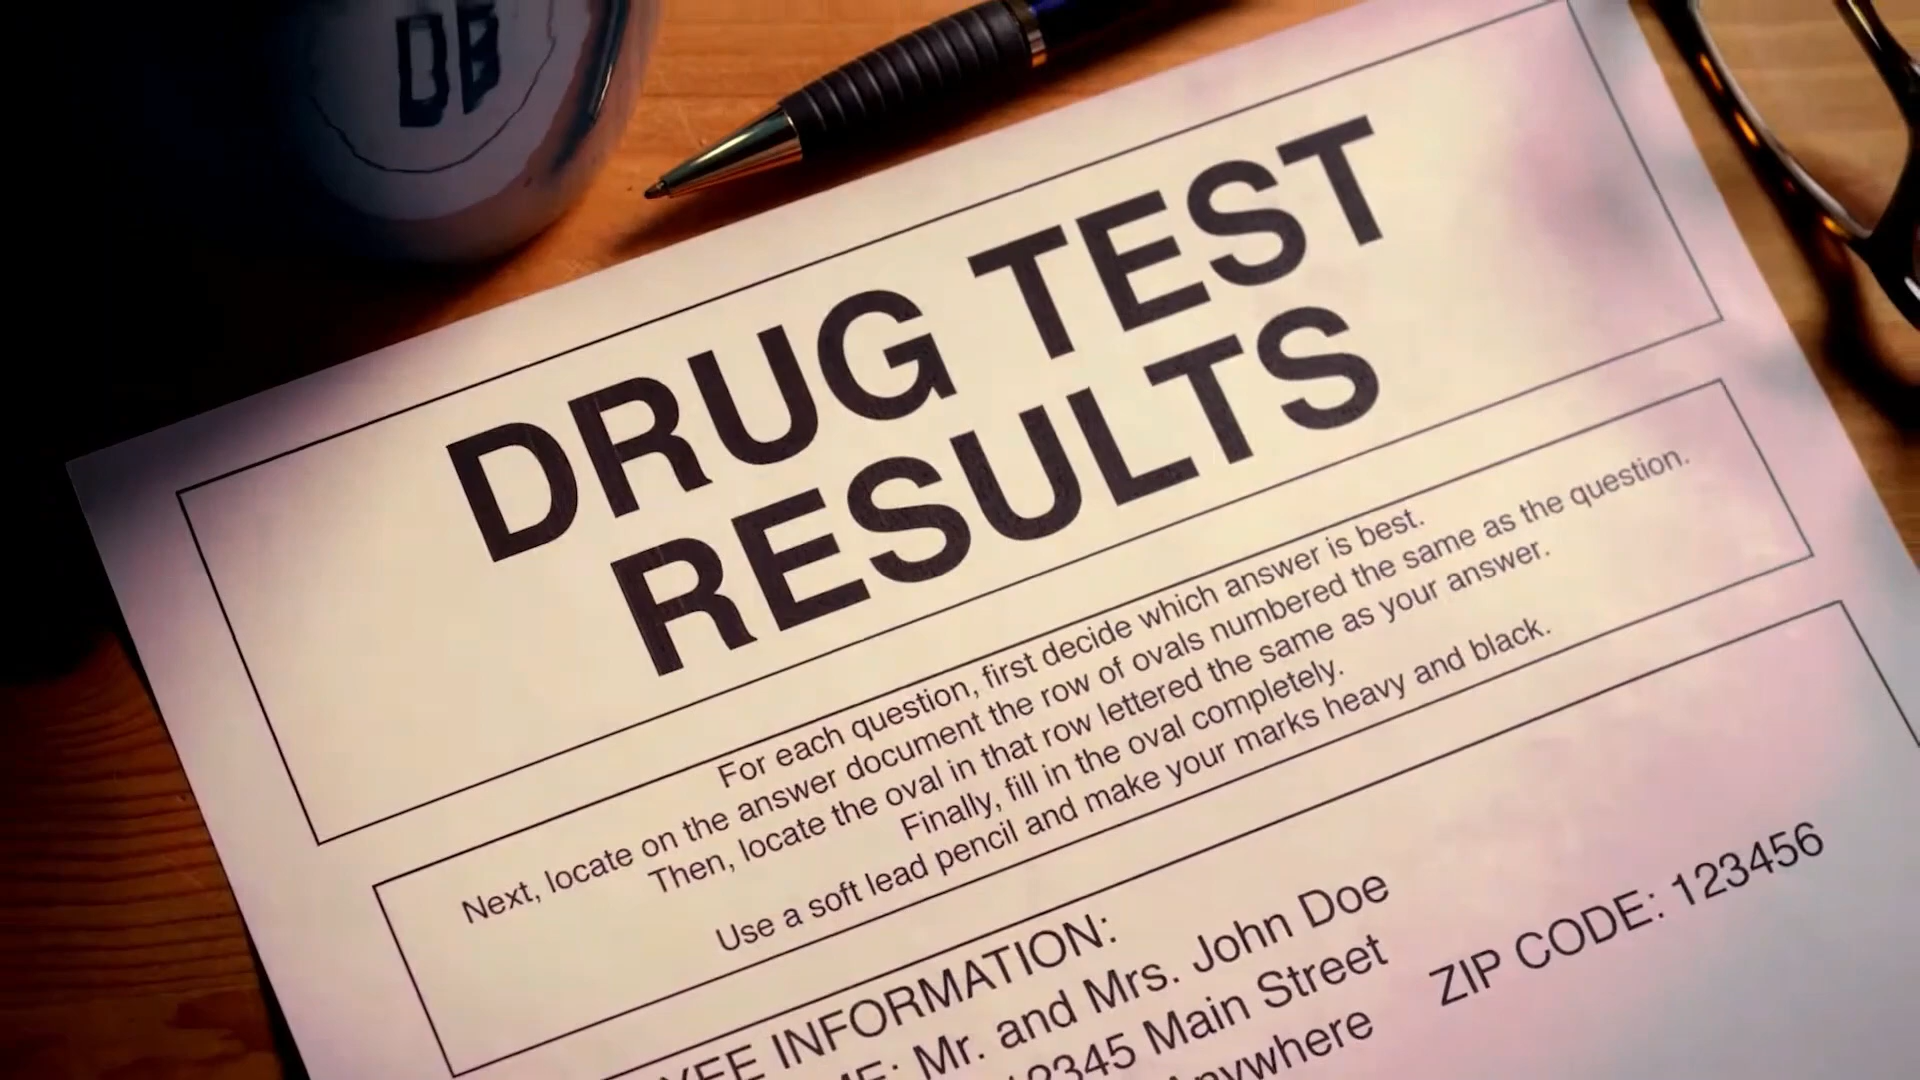 DB
DRUG TEST
RESULTS
For each question, first decide which answer is best.
Next, locate on the answer document the row of ovals numbered the same as the question.
Then, locate the oval in that row lettered the same as your answer.
Finally, fill in the oval completely.
Use a soft lead pencil and make your marks heavy and black.
INFORMATION:
Mr. and Mrs. John Doe
12345 Main Street
Anywhere ZIP CODE: 123456